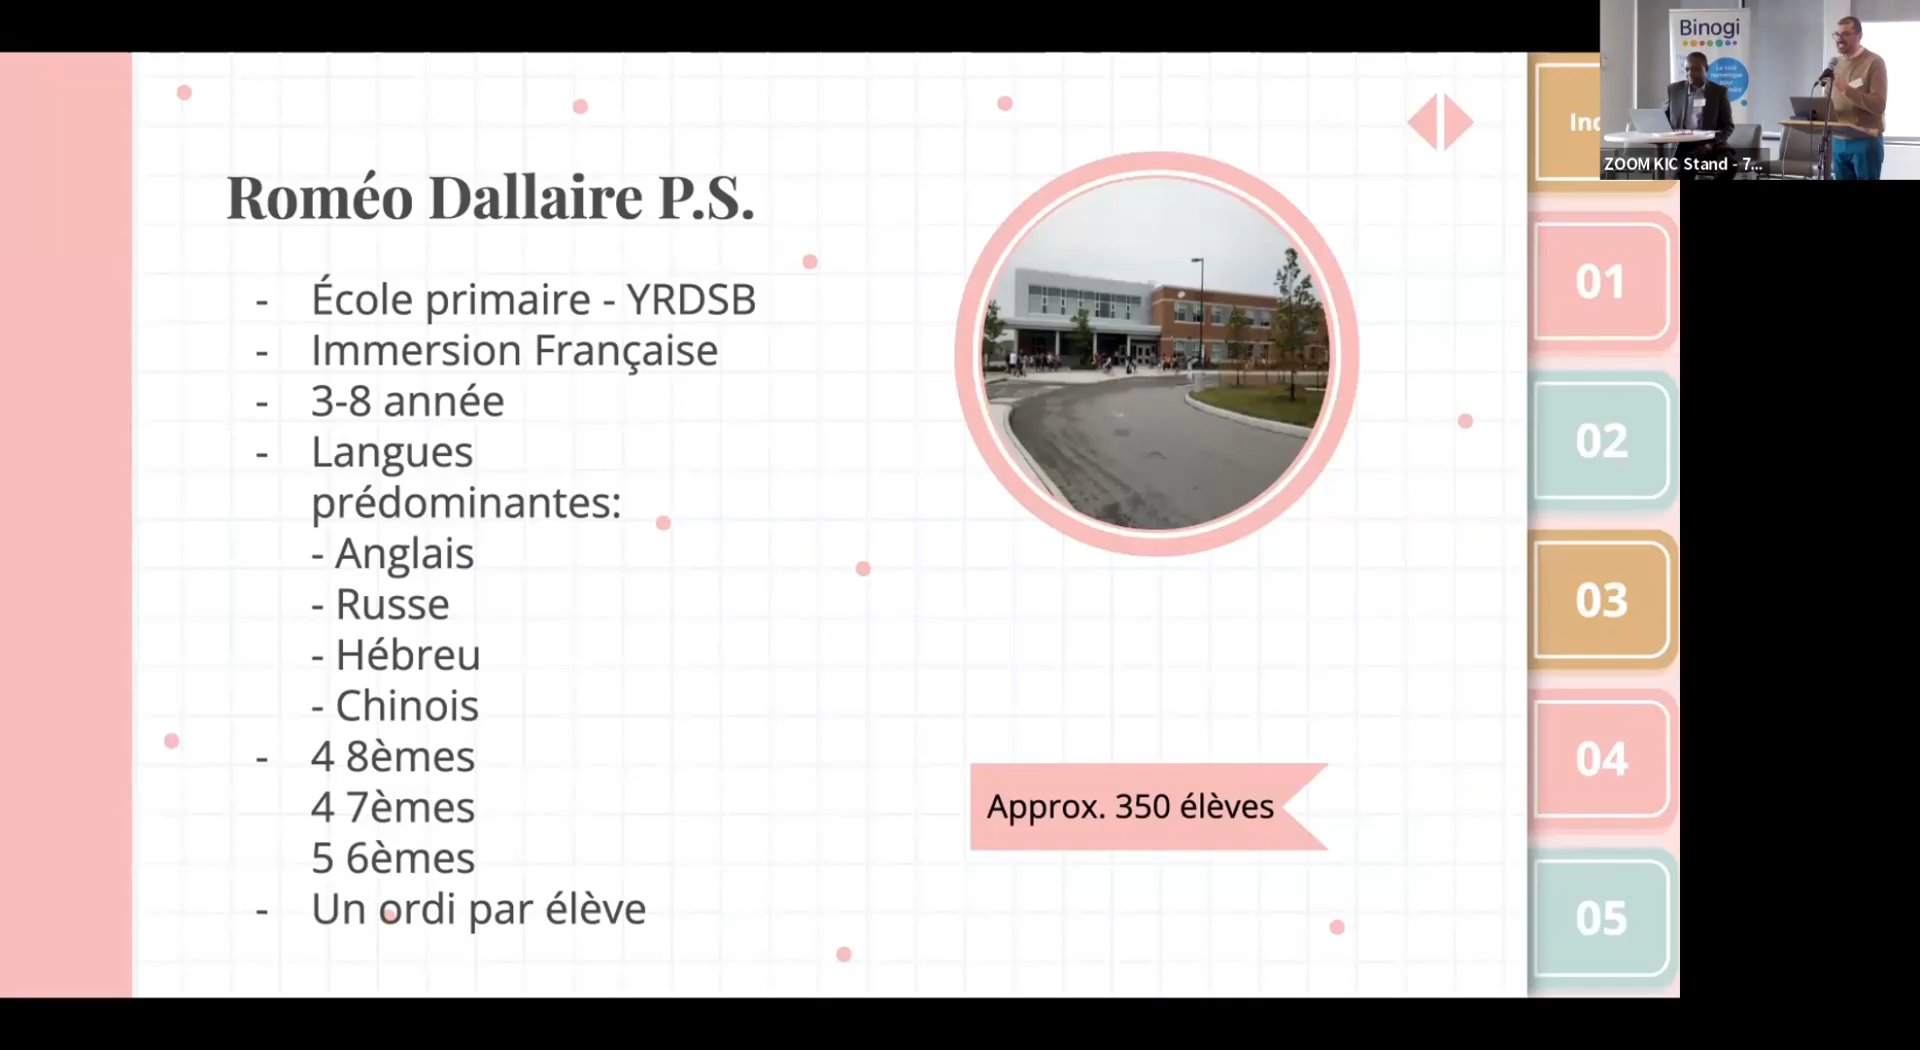 Roméo Dallaire P.S.
- École primaire - YRDSB
- Immersion Française
- 3-8 année
- Langues
prédominantes:
- Anglais
- Russe
- Hébreu
- Chinois
- 4 8èmes
4 7èmes
5 6èmes
- Un ordi par élève
Approx. 350 élèves
01
02
03
04
05
Binogi
ZOOM KIC Stand - 7...